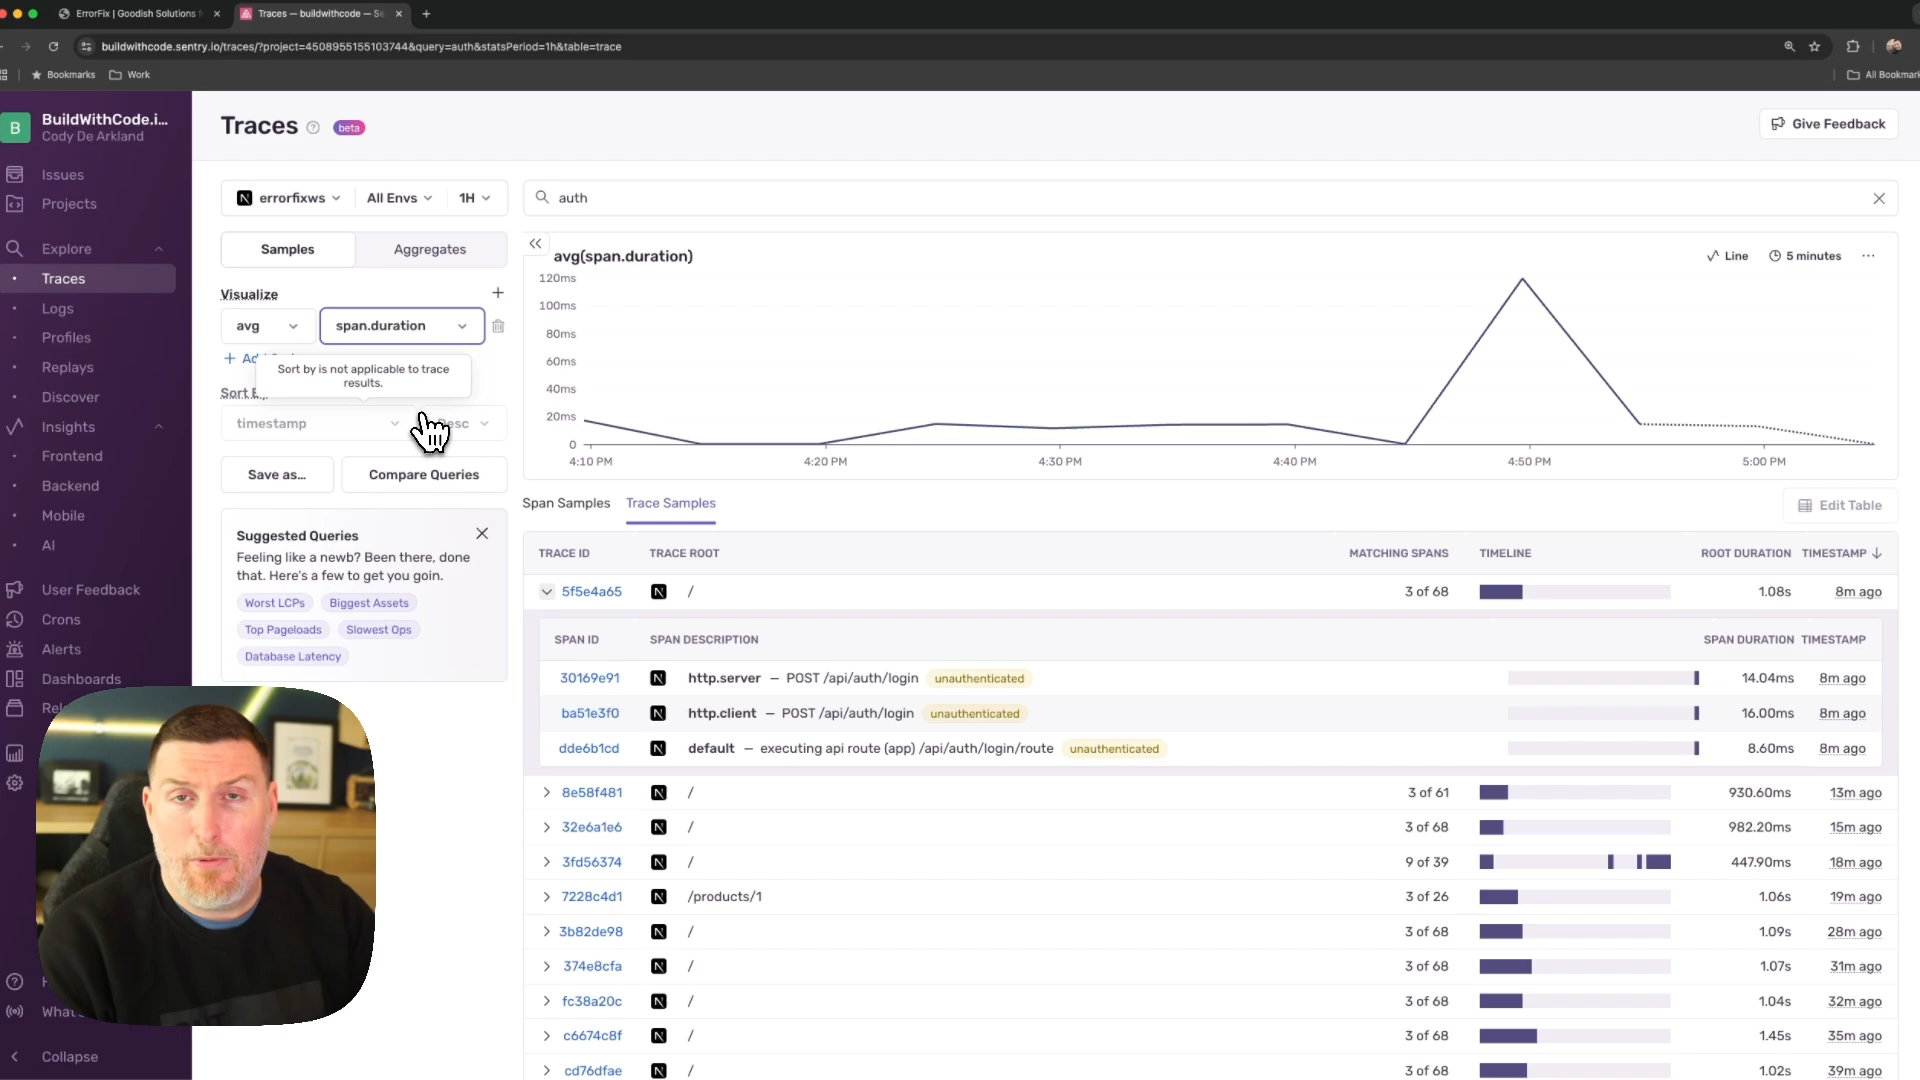 ErrorFix | Goodish Solutions f
Traces — buildwithcode — Se
buildwithcode.sentry.io/traces/?project=4508955155103744&query=auth&statsPeriod=1h&table=trace
Bookmarks
Work
All Bookmark
B
BuildWithCode.i...
Cody De Arkland
Issues
Projects
Explore
Traces
Logs
Profiles
Replays
Discover
Insights
Frontend
Backend
Mobile
AI
User Feedback
Crons
Alerts
Dashboards
Collapse
Traces
beta
Give Feedback
errorfixws
All Envs
1H
auth
Samples
Aggregates
Visualize
avg
span.duration
Sort by is not applicable to trace
results.
timestamp
Desc
Save as...
Compare Queries
Suggested Queries
Feeling like a newb? Been there, done
that. Here's a few to get you goin.
Worst LCPs
Biggest Assets
Top Pageloads
Slowest Ops
Database Latency
avg(span.duration)
Line
5 minutes
120ms
100ms
80ms
60ms
40ms
20ms
0
4:10 PM
4:20 PM
4:30 PM
4:40 PM
4:50 PM
5:00 PM
Span Samples
Trace Samples
Edit Table
TRACE ID TRACE ROOT MATCHING SPANS TIMELINE ROOT DURATION TIMESTAMP
5f5e4a65 / 3 of 68 1.08s 8m ago
SPAN ID SPAN DESCRIPTION SPAN DURATION TIMESTAMP
30169e91 http.server — POST /api/auth/login unauthenticated 14.04ms 8m ago
ba51e3f0 http.client — POST /api/auth/login unauthenticated 16.00ms 8m ago
dde6b1cd default — executing api route (app) /api/auth/login/route unauthenticated 8.60ms 8m ago
8e58f481 / 3 of 61 930.60ms 13m ago
32e6a1e6 / 3 of 68 982.20ms 15m ago
3fd56374 / 9 of 39 447.90ms 18m ago
7228c4d1 /products/1 3 of 26 1.06s 19m ago
3b82de98 / 3 of 68 1.09s 28m ago
374e8cfa / 3 of 68 1.07s 31m ago
fc38a20c / 3 of 68 1.04s 32m ago
c6674c8f / 3 of 68 1.45s 35m ago
cd76dfae / 3 of 68 1.02s 39m ago